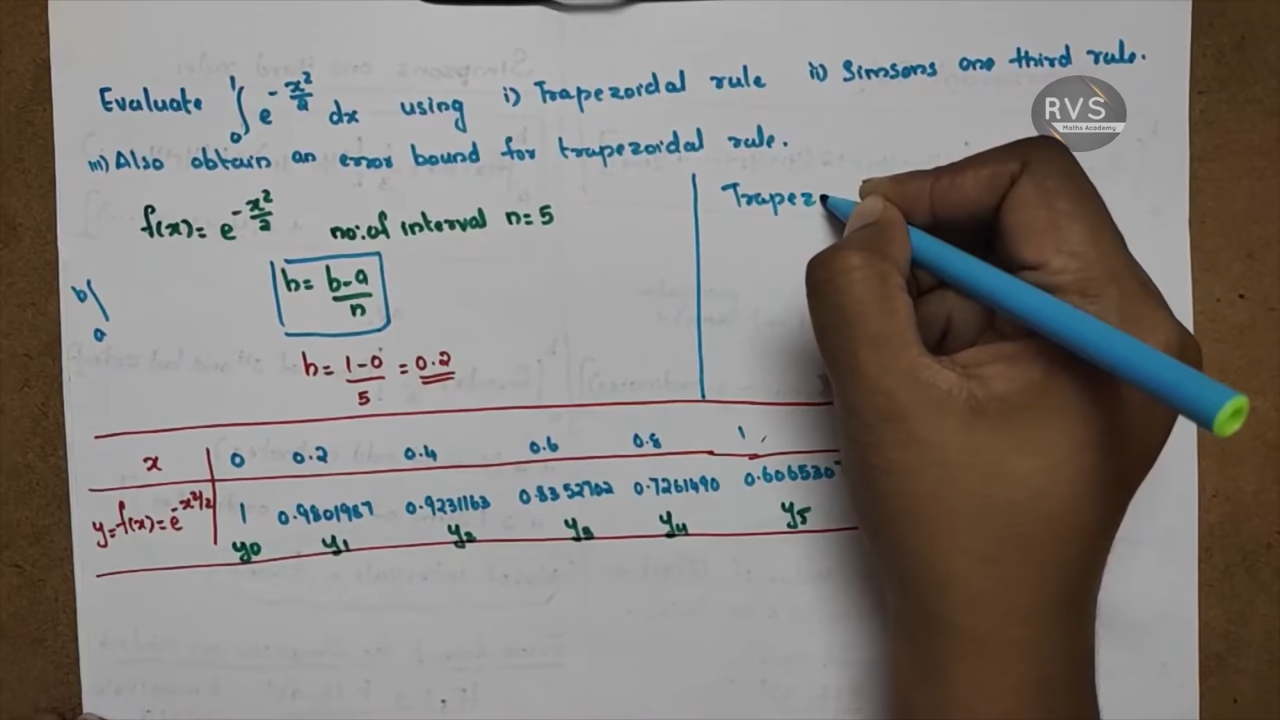 Evaluate ∫₀¹ e^(-x²/2) dx using i) Trapezoidal rule ii) Simsons one third rule.
iii) Also obtain an error bound for trapezoidal rule.
RVS
Maths Academy
f(x) = e^(-x²/2) no: of interval n = 5
h = (b-a)/n
b
a
h = (1-0)/5 = 0.2
Trapez
x 0 0.2 0.4 0.6 0.8 1
y=f(x)=e^(-x²/2) 1 0.9801987 0.9231163 0.8352702 0.7261490 0.606530
y0 y1 y2 y3 y4 y5